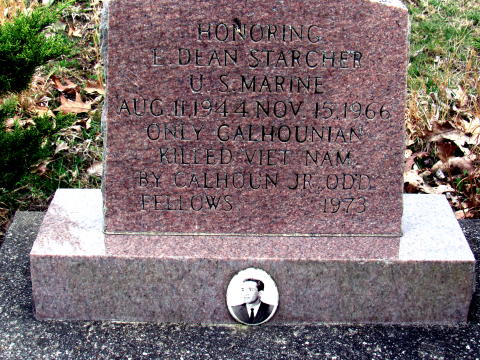 HONORING
E DEAN STARCHER
U S MARINE
AUG 11,1944 NOV 15,1966
ONLY CALHOUNIAN
KILLED VIET NAM
BY CALHOUN JR. ODD
FELLOWS 1973